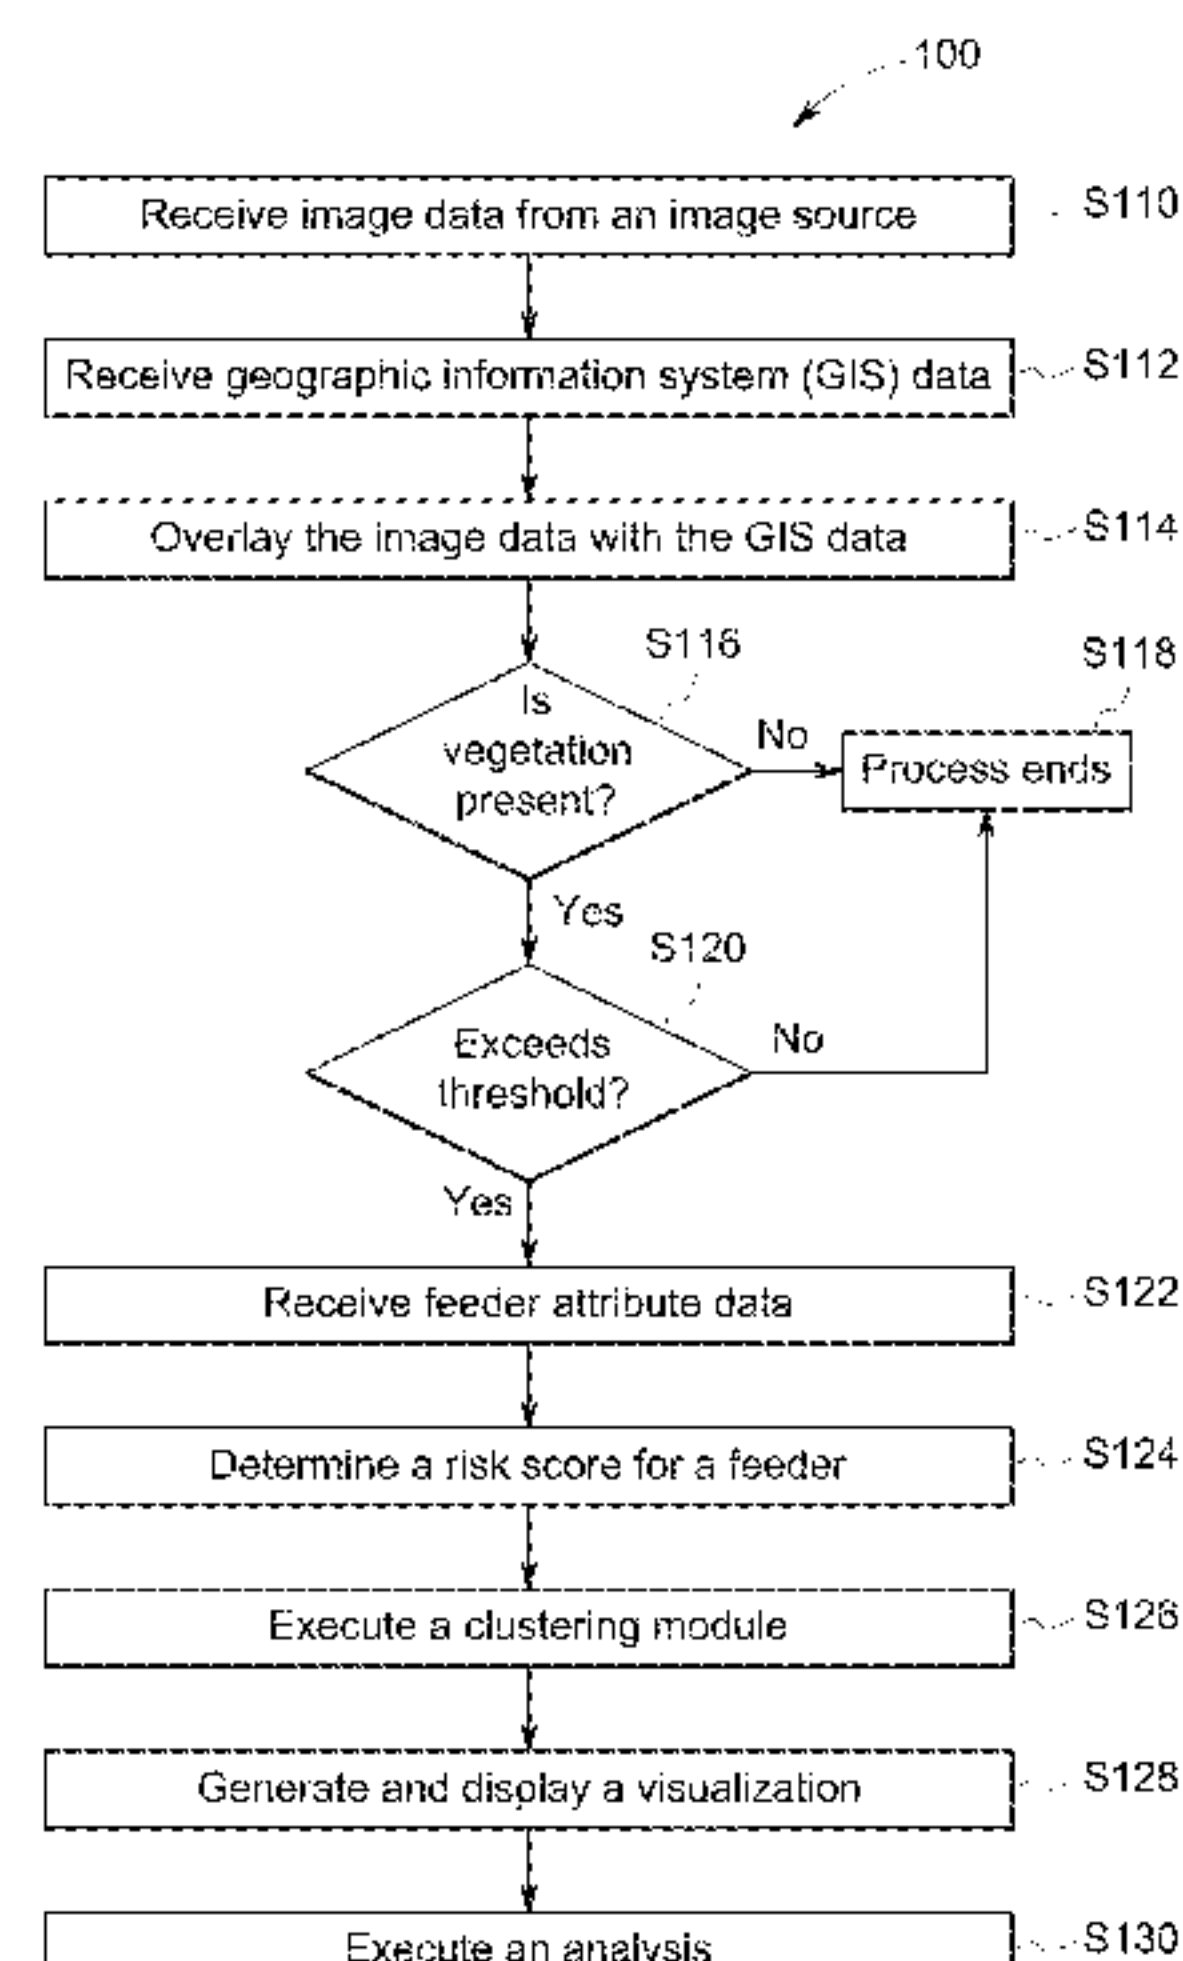 100
Receive image data from an image source
S110
Receive geographic information system (GIS) data
S112
Overlay the image data with the GIS data
S114
S116
S118
Is
vegetation
present?
No
Process ends
Yes
S120
Exceeds
threshold?
No
Yes
Receive feeder attribute data
S122
Determine a risk score for a feeder
S124
Execute a clustering module
S126
Generate and display a visualization
S128
Execute an analysis
S130